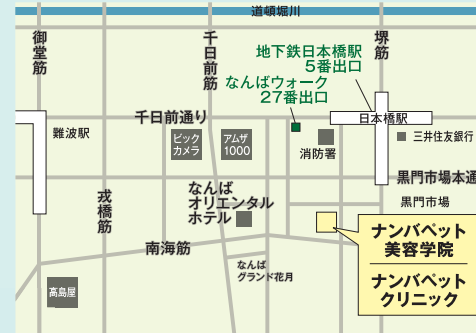 道頓堀川
御堂筋
千日前筋
堺筋
地下鉄日本橋駅
5番出口
なんばウォーク
27番出口
千日前通り
日本橋駅
難波駅
ビック
カメラ
アムザ
1000
消防署
三井住友銀行
黒門市場本通
戎橋筋
なんば
オリエンタル
ホテル
黒門市場
ナンバペット
美容学院
ナンバペット
クリニック
南海筋
なんば
グランド花月
高島屋